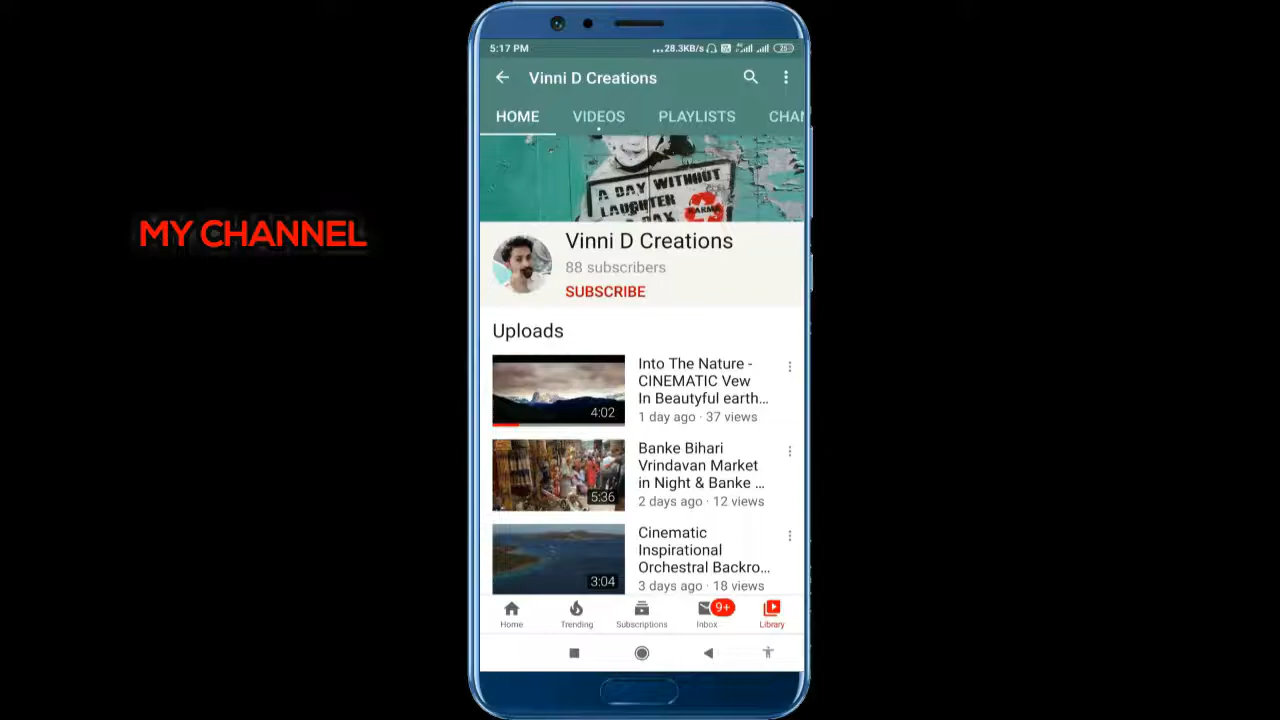 5:17 PM
...28.3KB/s
25
Vinni D Creations
HOME
VIDEOS
PLAYLISTS
CHAN
A DAY WITHOUT
LAUGHTER
KARMA
A DAY
Vinni D Creations
88 subscribers
SUBSCRIBE
MY CHANNEL
Uploads
Into The Nature -
CINEMATIC Vew
In Beautyful earth...
1 day ago · 37 views
4:02
Banke Bihari
Vrindavan Market
in Night & Banke ...
2 days ago · 12 views
5:36
Cinematic
Inspirational
Orchestral Backro...
3 days ago · 18 views
3:04
Home
Trending
Subscriptions
9+
Inbox
Library